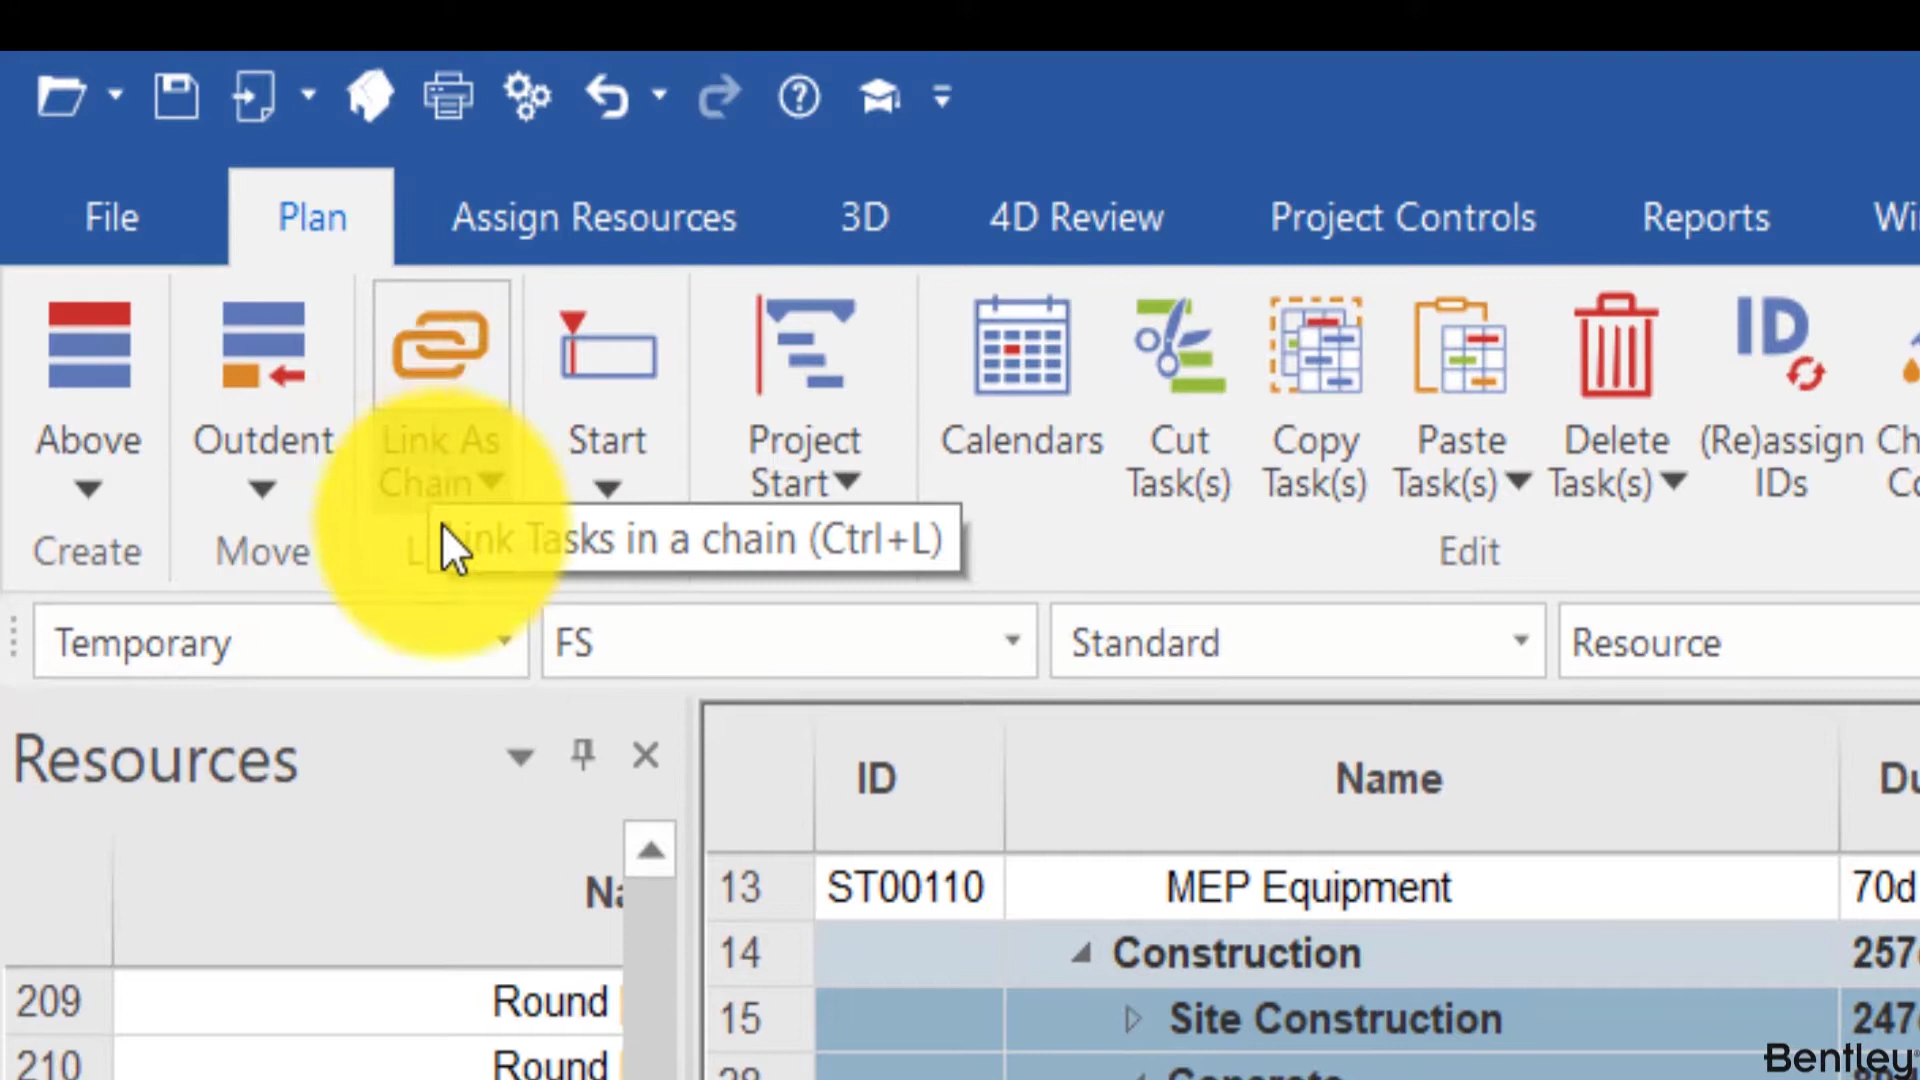 File Plan Assign Resources 3D 4D Review Project Controls Reports
Above Outdent Link As Chain Start Project Start Calendars Cut Task(s) Copy Task(s) Paste Task(s) Delete Task(s) (Re)assign IDs
ID
Link Tasks in a chain (Ctrl+L)
Create Move Edit
Temporary FS Standard Resource
Resources
ID Name
13 ST00110 MEP Equipment 70d
14 Construction
15 Site Construction
209 Round
210 Round
Bentley